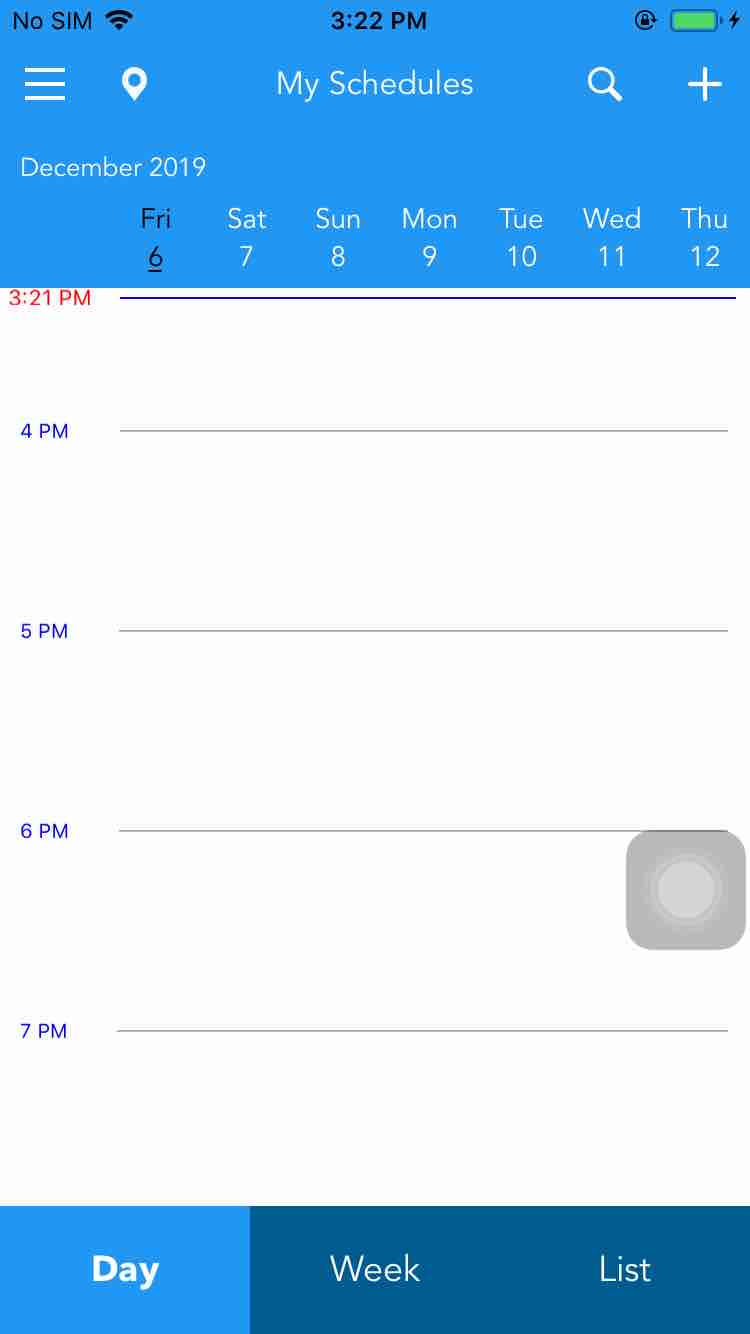 No SIM 3:22 PM
My Schedules
December 2019
Fri Sat Sun Mon Tue Wed Thu
6 7 8 9 10 11 12
3:21 PM
4 PM
5 PM
6 PM
7 PM
Day Week List